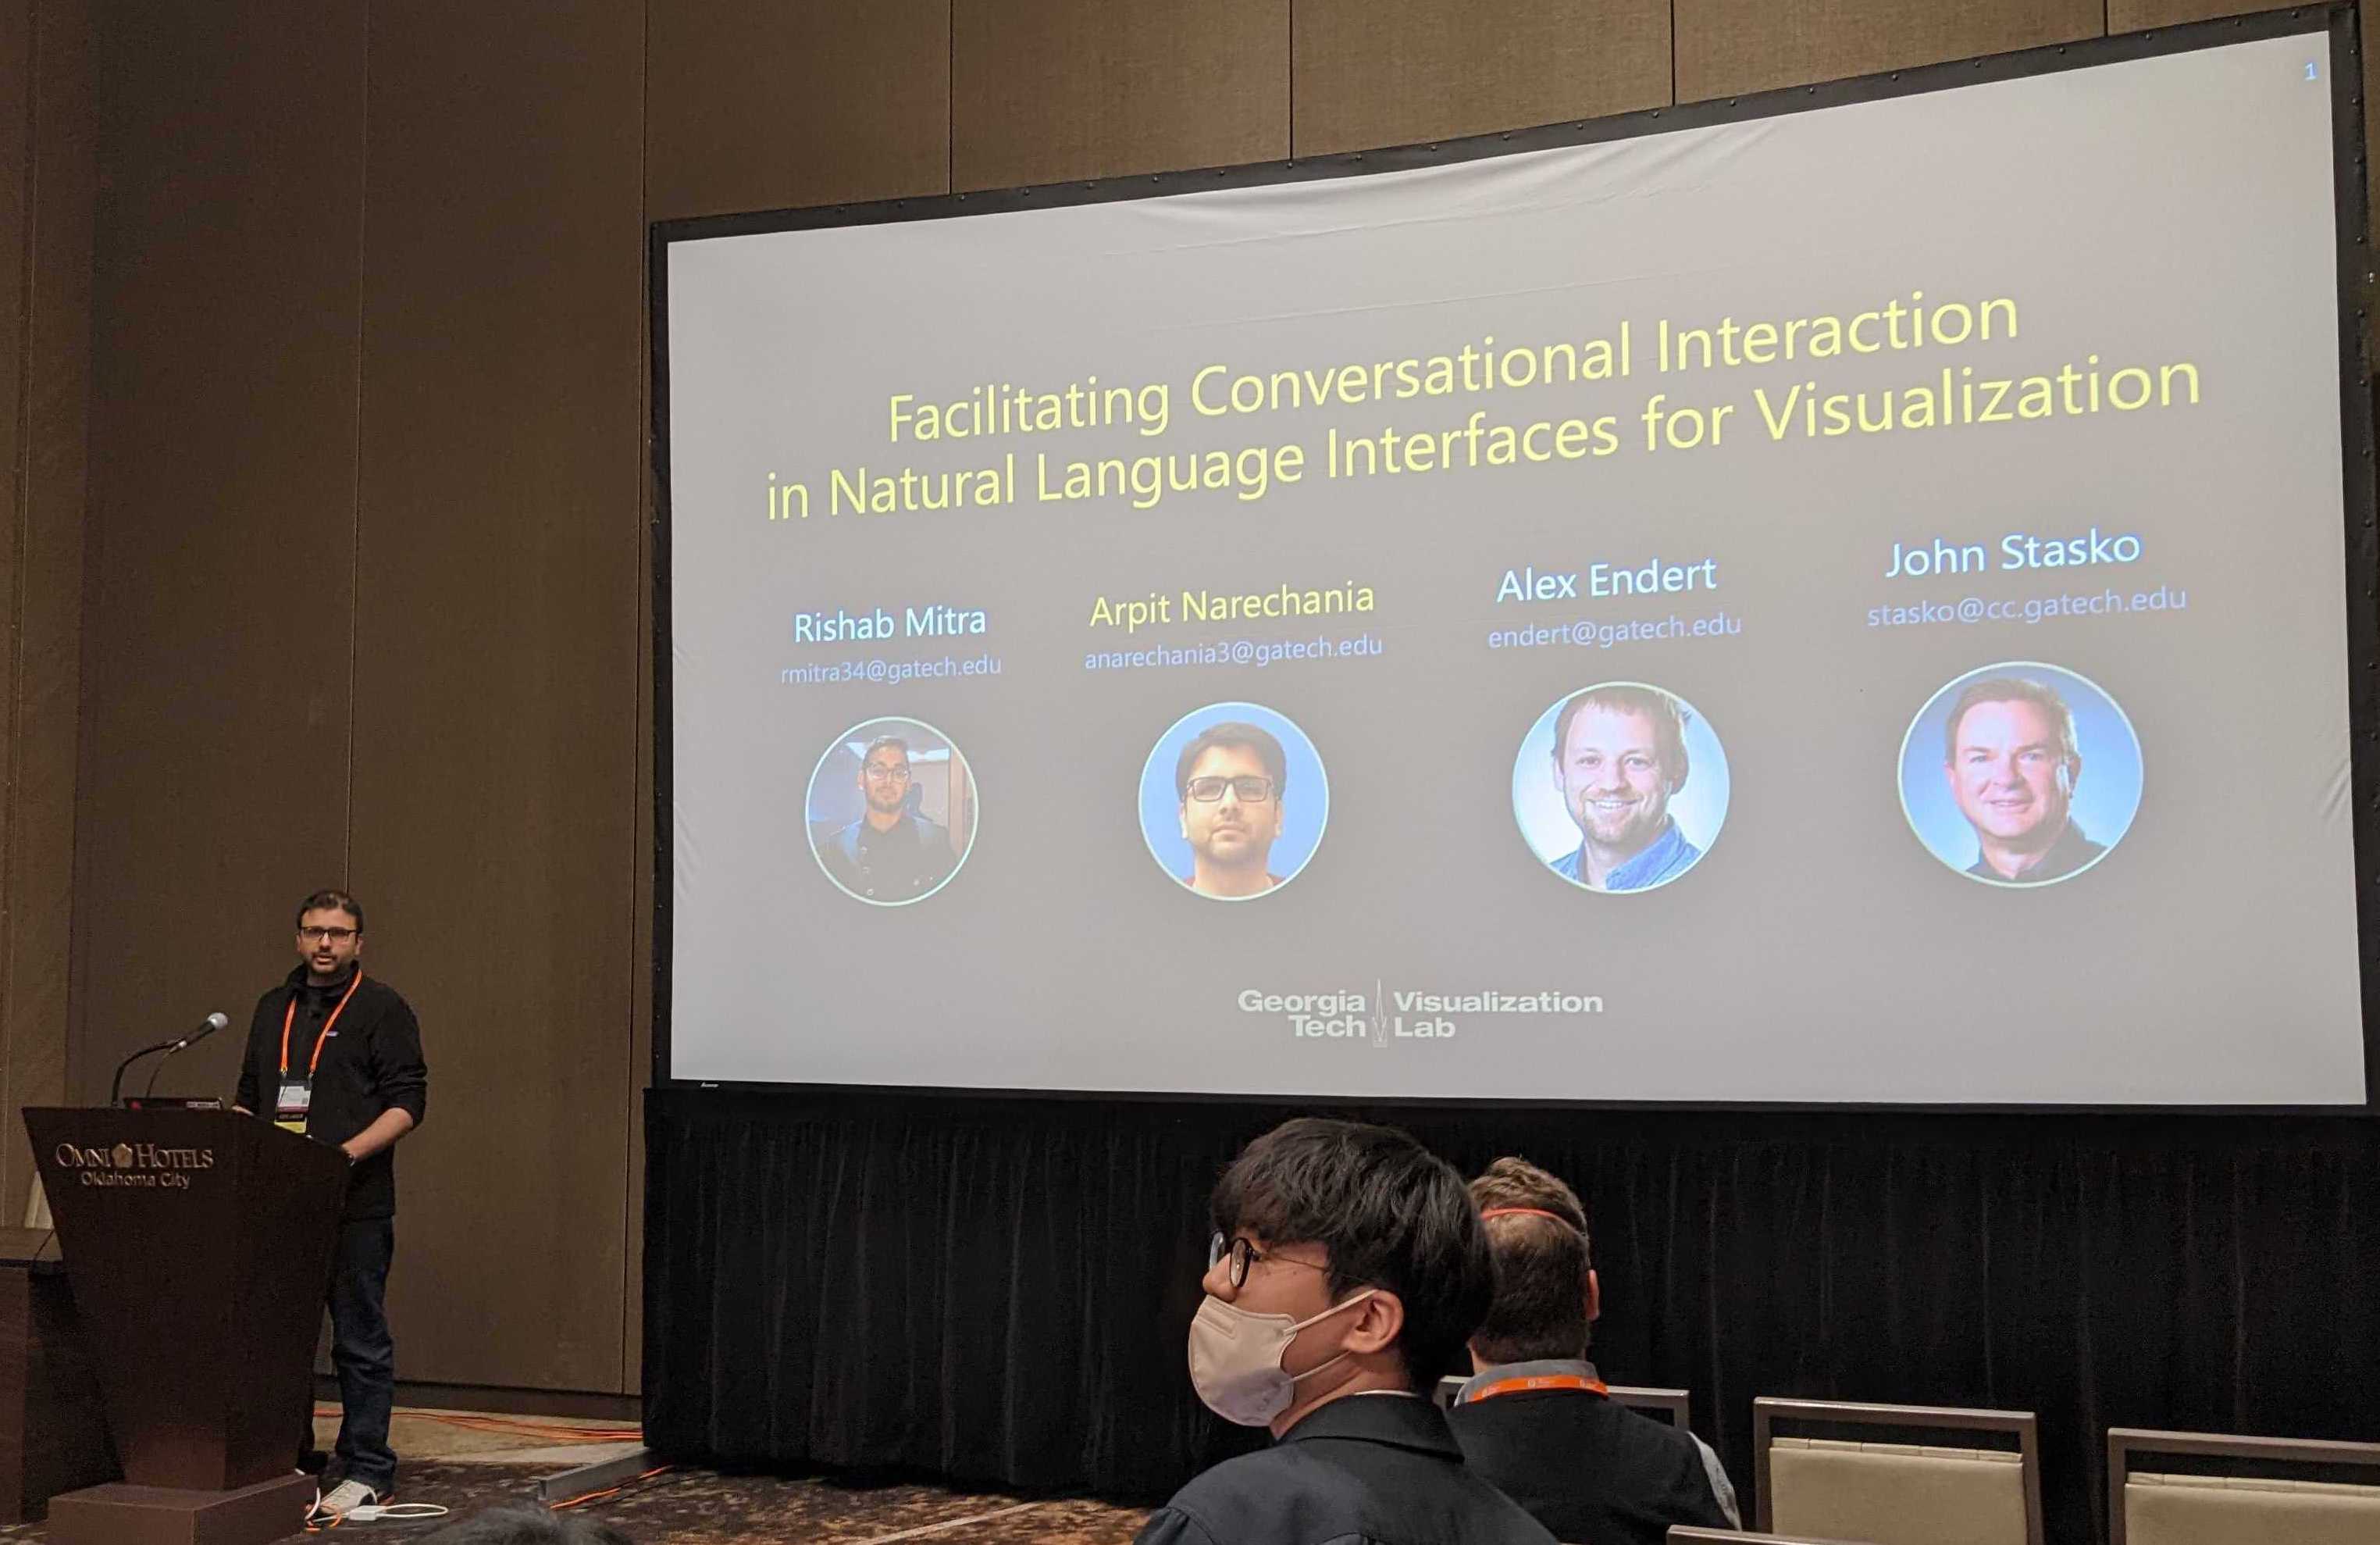 1
Facilitating Conversational Interaction
in Natural Language Interfaces for Visualization
Rishab Mitra
rmitra34@gatech.edu
Arpit Narechania
anarechania3@gatech.edu
Alex Endert
endert@gatech.edu
John Stasko
stasko@cc.gatech.edu
Georgia Tech
Visualization Lab
OMNI HOTELS
Oklahoma City